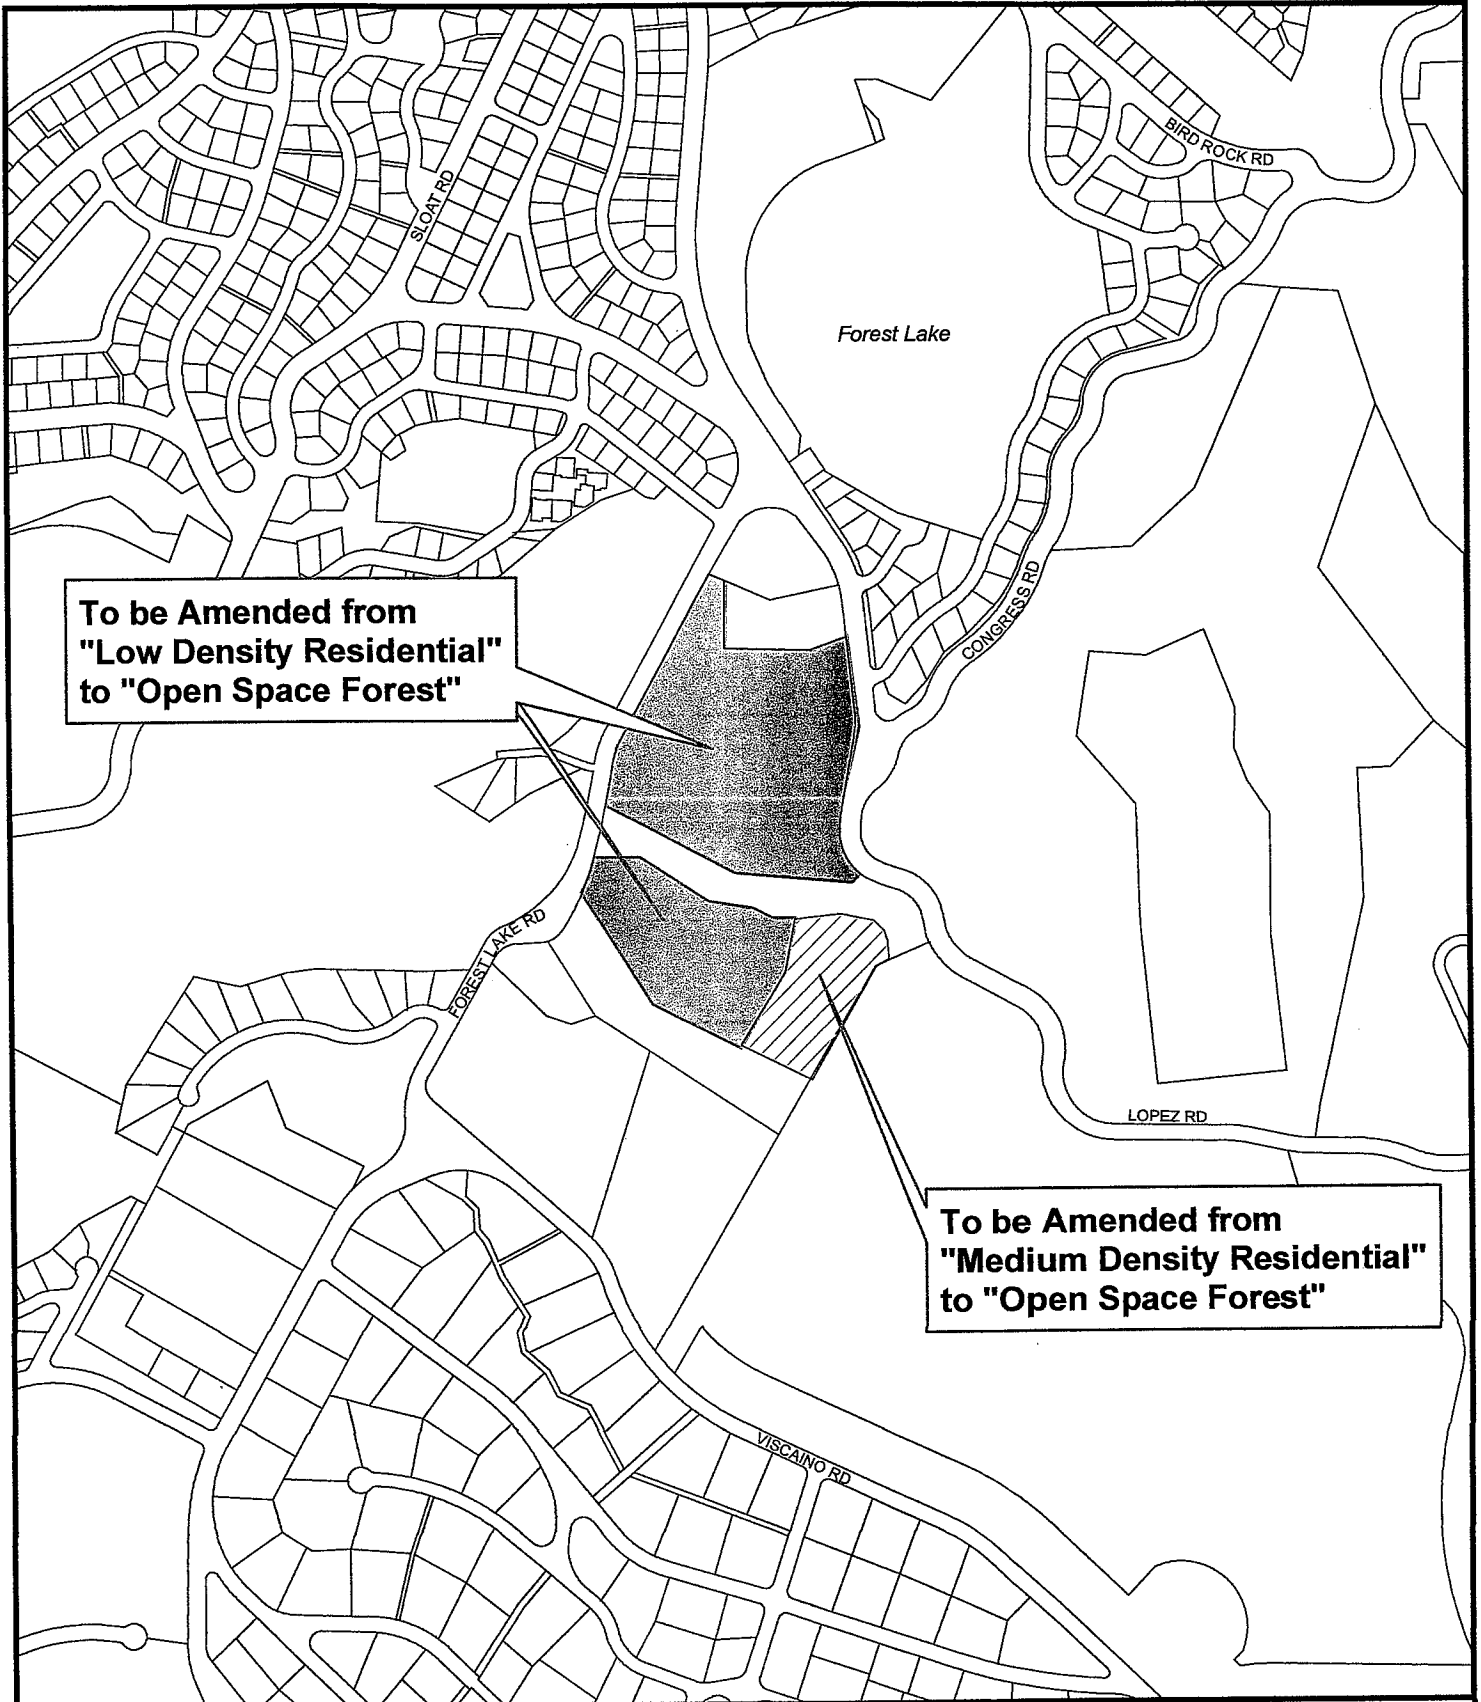 BIRD ROCK RD
SLOAT RD
Forest Lake
CONGRESS RD
To be Amended from
"Low Density Residential"
to "Open Space Forest"
FOREST LAKE RD
LOPEZ RD
To be Amended from
"Medium Density Residential"
to "Open Space Forest"
VISCAINO RD